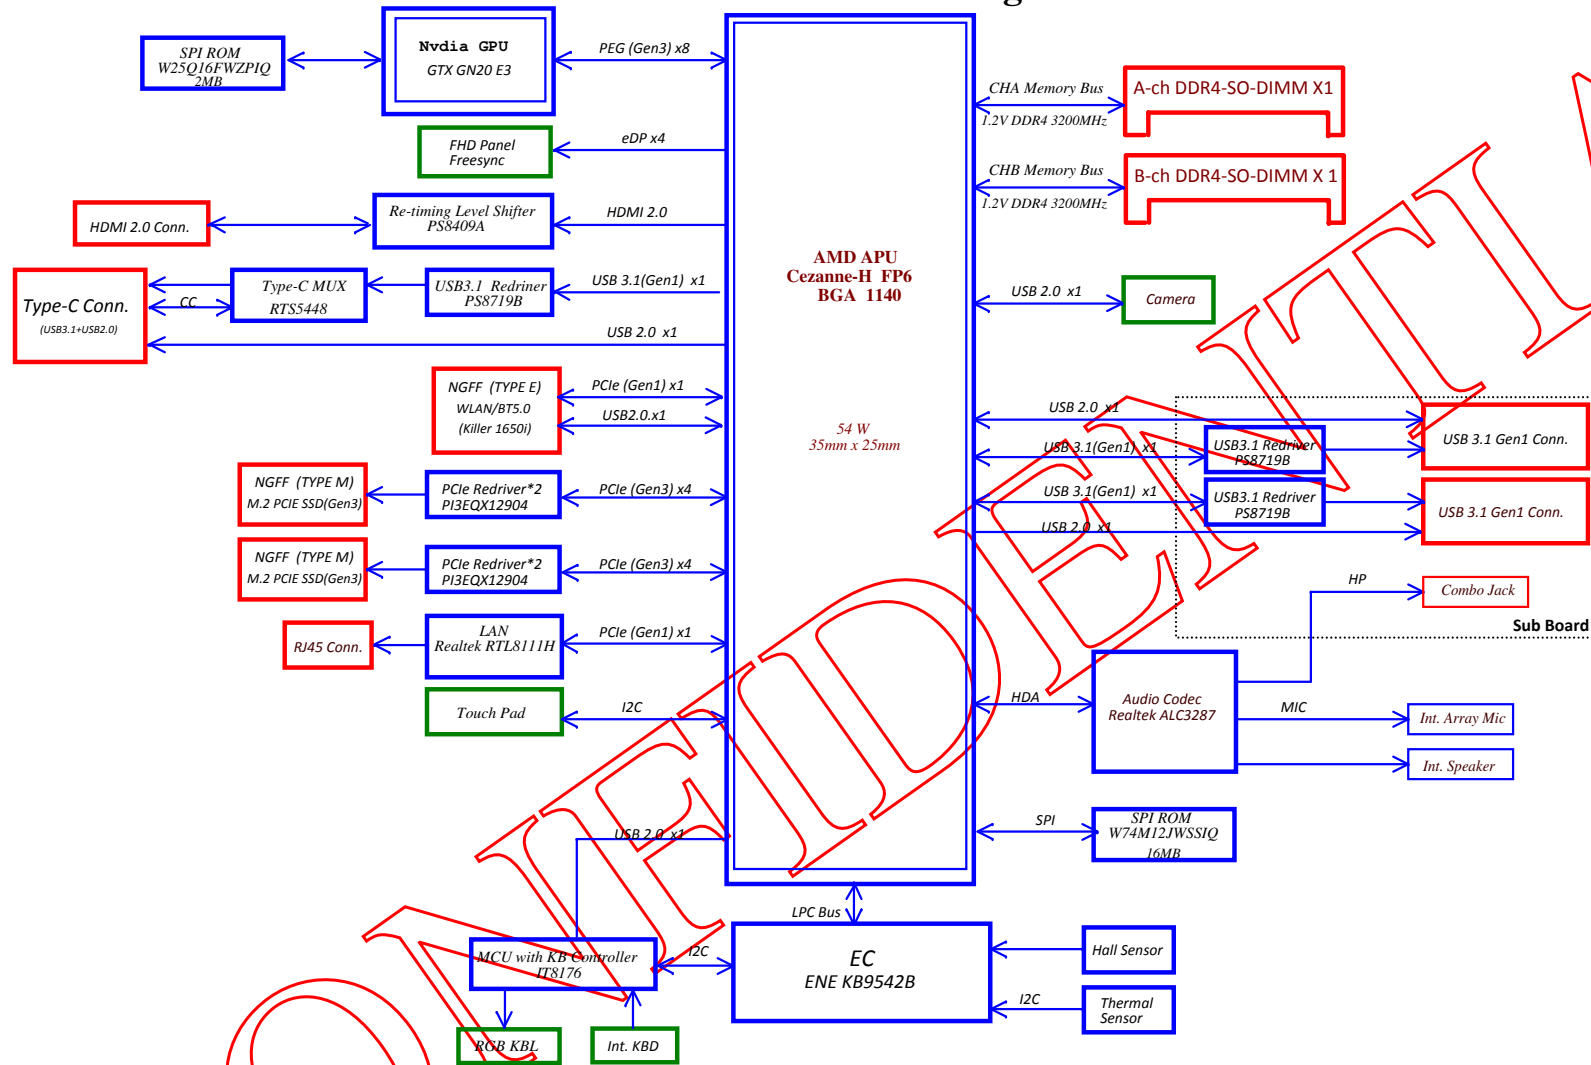 g
SPI ROM
W25Q16FWZPIQ
2MB
Nvdia GPU
GTX GN20 E3
PEG (Gen3) x8
FHD Panel
Freesync
eDP x4
HDMI 2.0 Conn.
Re-timing Level Shifter
PS8409A
HDMI 2.0
Type-C Conn.
(USB3.1+USB2.0)
CC
Type-C MUX
RTS5448
USB3.1 Redriner
PS8719B
USB 3.1(Gen1) x1
USB 2.0 x1
NGFF (TYPE E)
WLAN/BT5.0
(Killer 1650i)
PCIe (Gen1) x1
USB2.0.x1
NGFF (TYPE M)
M.2 PCIE SSD(Gen3)
PCIe Redriver*2
PI3EQX12904
PCIe (Gen3) x4
NGFF (TYPE M)
M.2 PCIE SSD(Gen3)
PCIe Redriver*2
PI3EQX12904
PCIe (Gen3) x4
RJ45 Conn.
LAN
Realtek RTL8111H
PCIe (Gen1) x1
Touch Pad
I2C
USB 2.0 x1
AMD APU
Cezanne-H FP6
BGA 1140
54 W
35mm x 25mm
CHA Memory Bus
1.2V DDR4 3200MHz
A-ch DDR4-SO-DIMM X1
CHB Memory Bus
1.2V DDR4 3200MHz
B-ch DDR4-SO-DIMM X 1
USB 2.0 x1
Camera
USB 2.0 x1
USB 3.1(Gen1) x1
USB3.1 Redriver
PS8719B
USB 3.1 Gen1 Conn.
USB 3.1(Gen1) x1
USB3.1 Redriver
PS8719B
USB 2.0 x1
USB 3.1 Gen1 Conn.
HP
Combo Jack
Sub Board
HDA
Audio Codec
Realtek ALC3287
MIC
Int. Array Mic
Int. Speaker
SPI
SPI ROM
W74M12JWSSIQ
16MB
LPC Bus
MCU with KB Controller
IT8176
I2C
EC
ENE KB9542B
Hall Sensor
I2C
Thermal
Sensor
RGB KBL
Int. KBD
ONFIDENTIA